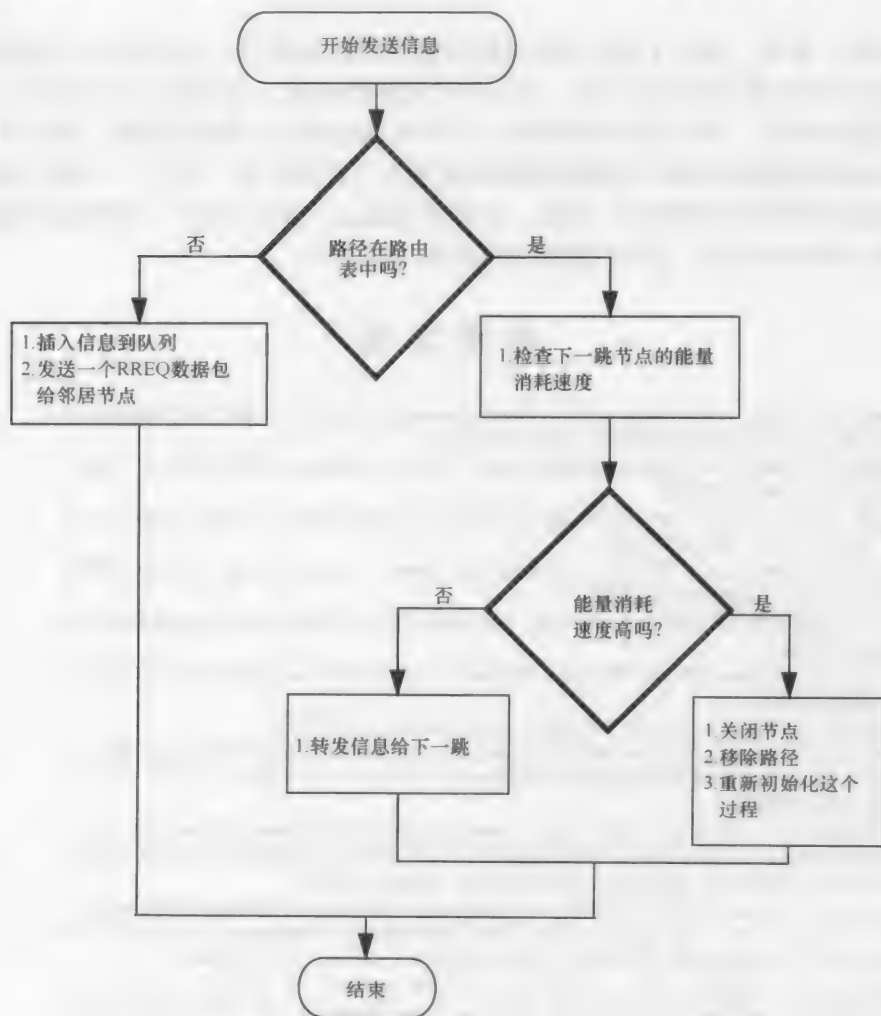 开始发送信息
路径在路由
表中吗?
否
是
1.插入信息到队列
2.发送一个RREQ数据包
给邻居节点
1.检查下一跳节点的能量
消耗速度
能量消耗
速度高吗?
否
是
1.转发信息给下一跳
1.关闭节点
2.移除路径
3.重新初始化这个
过程
结束